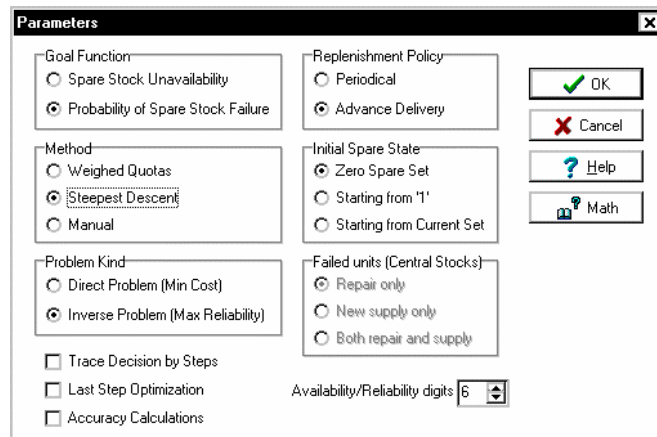 Parameters
Goal Function
Spare Stock Unavailability
Probability of Spare Stock Failure
Replenishment Policy
Periodical
Advance Delivery
OK
Cancel
Help
Math
Method
Weighed Quotas
Steepest Descent
Manual
Initial Spare State
Zero Spare Set
Starting from '1'
Starting from Current Set
Problem Kind
Direct Problem (Min Cost)
Inverse Problem (Max Reliability)
Failed units (Central Stocks)
Repair only
New supply only
Both repair and supply
Trace Decision by Steps
Last Step Optimization
Accuracy Calculations
Availability/Reliability digits 6